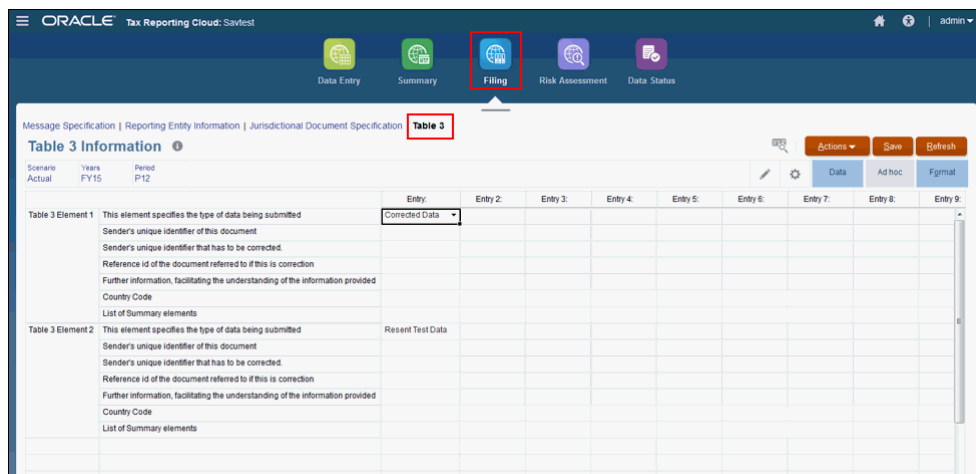 ORACLE Tax Reporting Cloud: Savtest admin
Data Entry Summary Filing Risk Assessment Data Status
Message Specification | Reporting Entity Information | Jurisdictional Document Specification Table 3
Table 3 Information
Actions Save Refresh
Scenario Years Period
Actual FY15 P12
Data Ad hoc Format
Entry: Entry 2: Entry 3: Entry 4: Entry 5: Entry 6: Entry 7: Entry 8: Entry 9:
Table 3 Element 1 This element specifies the type of data being submitted Corrected Data
Sender's unique identifier of this document
Sender's unique identifier that has to be corrected.
Reference id of the document referred to if this is correction
Further information, facilitating the understanding of the information provided
Country Code
List of Summary elements
Table 3 Element 2 This element specifies the type of data being submitted Resent Test Data
Sender's unique identifier of this document
Sender's unique identifier that has to be corrected.
Reference id of the document referred to if this is correction
Further information, facilitating the understanding of the information provided
Country Code
List of Summary elements